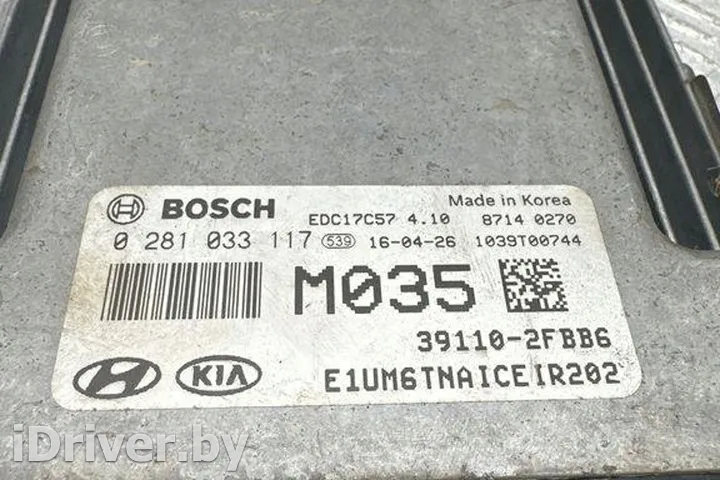 BOSCH EDC17C57 4.10 Made in Korea 8714 0270
0 281 033 117 539 16-04-26 1039T00744
M035
39110-2FBB6
KIA E1UM6TNAICEIR202
iDriver.by